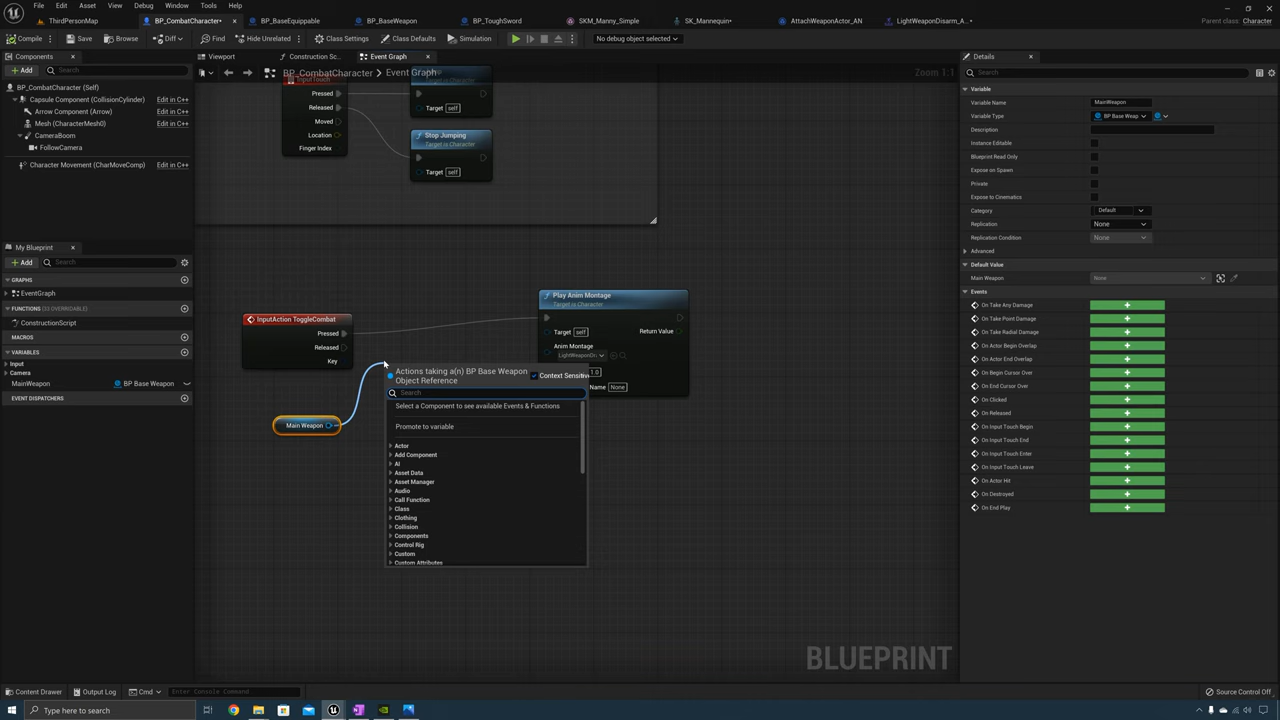 File Edit Asset View Debug Window Tools Help
Parent class: Character
ThirdPersonMap
BP_CombatCharacter•
BP_BaseEquippable
BP_BaseWeapon
BP_ToughSword
SKM_Manny_Simple
SK_Mannequin•
AttachWeaponActor_AN
LightWeaponDisarm_A...•
Compile Save Browse Diff Find Hide Unrelated Class Settings Class Defaults Simulation No debug object selected
Components
Add Search
BP_CombatCharacter (Self)
Capsule Component (CollisionCylinder) Edit in C++
Arrow Component (Arrow) Edit in C++
Mesh (CharacterMesh0) Edit in C++
CameraBoom
FollowCamera
Character Movement (CharMoveComp) Edit in C++
My Blueprint
Add Search
GRAPHS
EventGraph
FUNCTIONS (33 OVERRIDABLE)
ConstructionScript
MACROS
VARIABLES
Input
Camera
MainWeapon BP Base Weapon
EVENT DISPATCHERS
Viewport Construction Sc.. Event Graph
BP_CombatCharacter > Event Graph
Zoom 1:1
InputTouch
Pressed
Released
Moved
Location
Finger Index
Target is Character
Target self
Stop Jumping
Target is Character
Target self
InputAction ToggleCombat
Pressed
Released
Key
Main Weapon
Play Anim Montage
Target is Character
Target self Return Value
Anim Montage
LightWeaponDr
1.0
Name None
Actions taking a(n) BP Base Weapon
Object Reference
Context Sensitive
Search
Select a Component to see available Events & Functions
Promote to variable
Actor
Add Component
AI
Asset Data
Asset Manager
Audio
Call Function
Class
Clothing
Collision
Components
Control Rig
Custom
Custom Attributes
BLUEPRINT
Details
Search
Variable
Variable Name MainWeapon
Variable Type BP Base Weap
Description
Instance Editable
Blueprint Read Only
Expose on Spawn
Private
Expose to Cinematics
Category Default
Replication None
Replication Condition None
Advanced
Default Value
Main Weapon None
Events
On Take Any Damage
On Take Point Damage
On Take Radial Damage
On Actor Begin Overlap
On Actor End Overlap
On Begin Cursor Over
On End Cursor Over
On Clicked
On Released
On Input Touch Begin
On Input Touch End
On Input Touch Enter
On Input Touch Leave
On Actor Hit
On Destroyed
On End Play
Content Drawer Output Log Cmd Enter Console Command Source Control Off
Type here to search